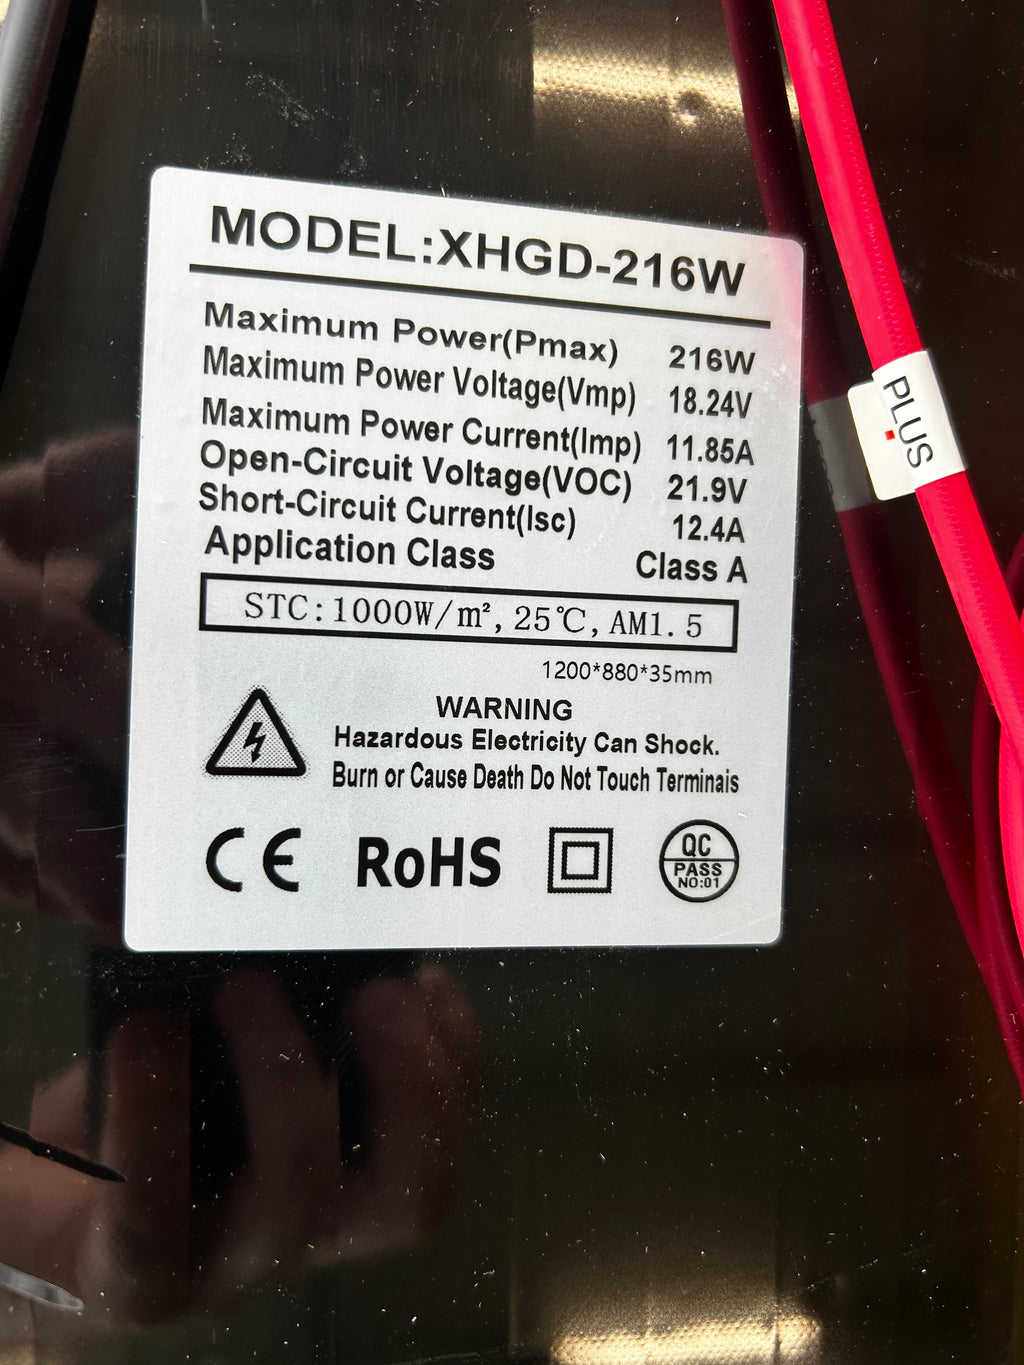 MODEL:XHGD-216W
Maximum Power(Pmax) 216W
Maximum Power Voltage(Vmp) 18.24V
Maximum Power Current(Imp) 11.85A
Open-Circuit Voltage(VOC) 21.9V
Short-Circuit Current(Isc) 12.4A
Application Class Class A
STC:1000W/m²,25℃,AM1.5
1200*880*35mm
WARNING
Hazardous Electricity Can Shock.
Burn or Cause Death Do Not Touch Terminais
CE RoHS
QC
PASS
NO:01
PLUS